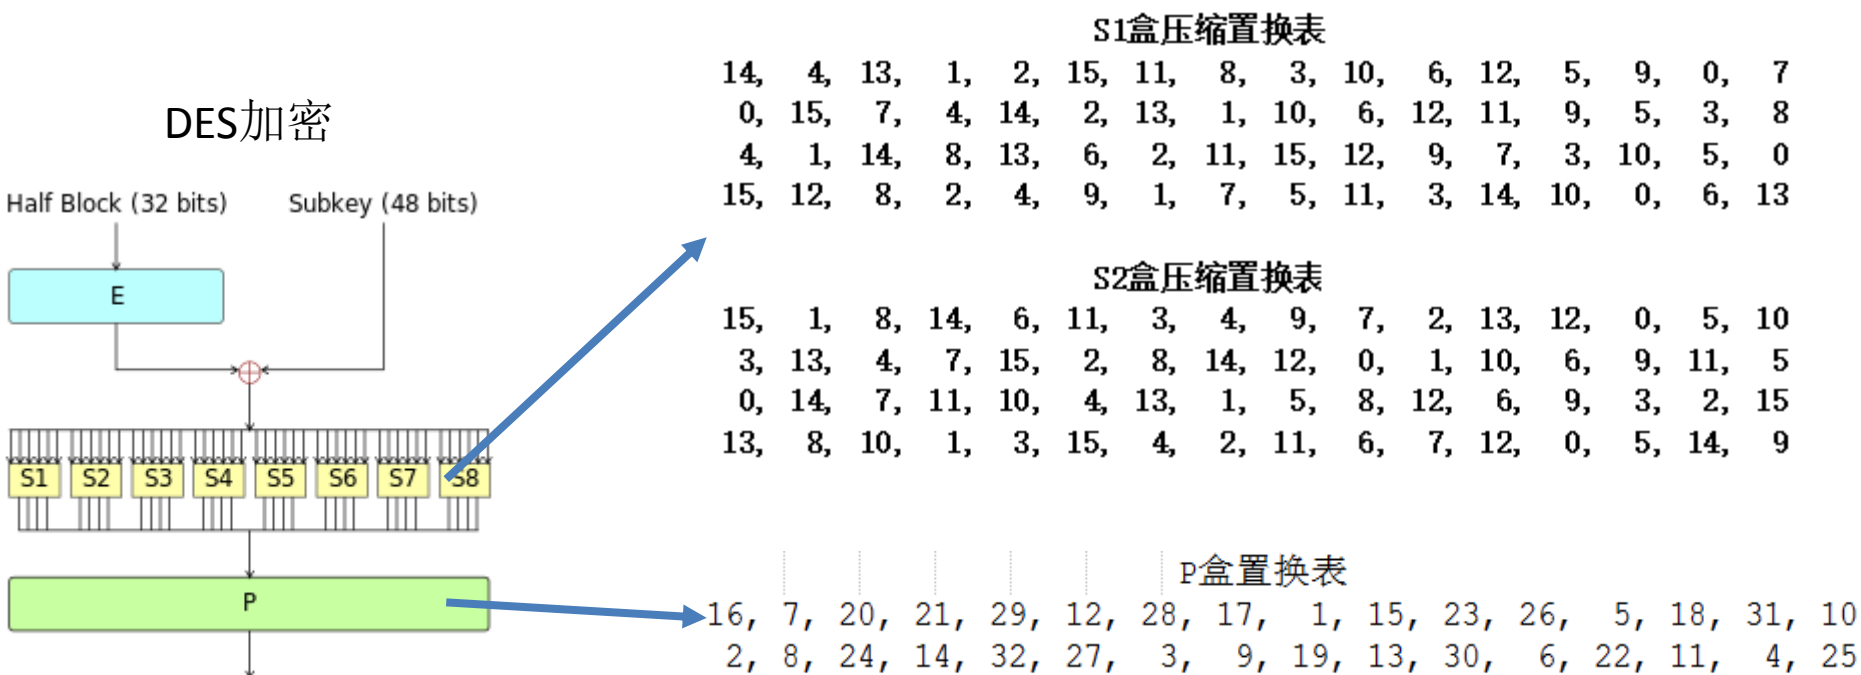 DES加密
Half Block (32 bits)
Subkey (48 bits)
E
S1 S2 S3 S4 S5 S6 S7 S8
P
S1盒压缩置换表
14, 4, 13, 1, 2, 15, 11, 8, 3, 10, 6, 12, 5, 9, 0, 7
0, 15, 7, 4, 14, 2, 13, 1, 10, 6, 12, 11, 9, 5, 3, 8
4, 1, 14, 8, 13, 6, 2, 11, 15, 12, 9, 7, 3, 10, 5, 0
15, 12, 8, 2, 4, 9, 1, 7, 5, 11, 3, 14, 10, 0, 6, 13
S2盒压缩置换表
15, 1, 8, 14, 6, 11, 3, 4, 9, 7, 2, 13, 12, 0, 5, 10
3, 13, 4, 7, 15, 2, 8, 14, 12, 0, 1, 10, 6, 9, 11, 5
0, 14, 7, 11, 10, 4, 13, 1, 5, 8, 12, 6, 9, 3, 2, 15
13, 8, 10, 1, 3, 15, 4, 2, 11, 6, 7, 12, 0, 5, 14, 9
P盒置换表
16, 7, 20, 21, 29, 12, 28, 17, 1, 15, 23, 26, 5, 18, 31, 10
2, 8, 24, 14, 32, 27, 3, 9, 19, 13, 30, 6, 22, 11, 4, 25